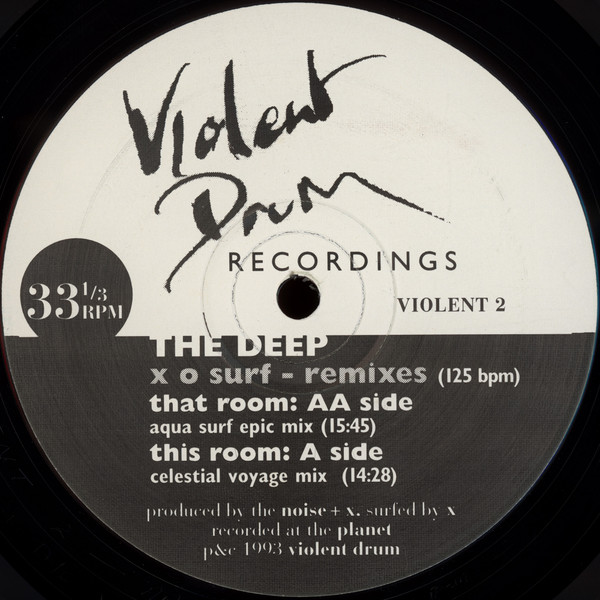 Violent
Drum
RECORDINGS
33 1/3 RPM
VIOLENT 2
THE DEEP
x o surf - remixes (125 bpm)
that room: AA side
aqua surf epic mix (15:45)
this room: A side
celestial voyage mix (14:28)
produced by the noise + x. surfed by x
recorded at the planet
p&c 1993 violent drum